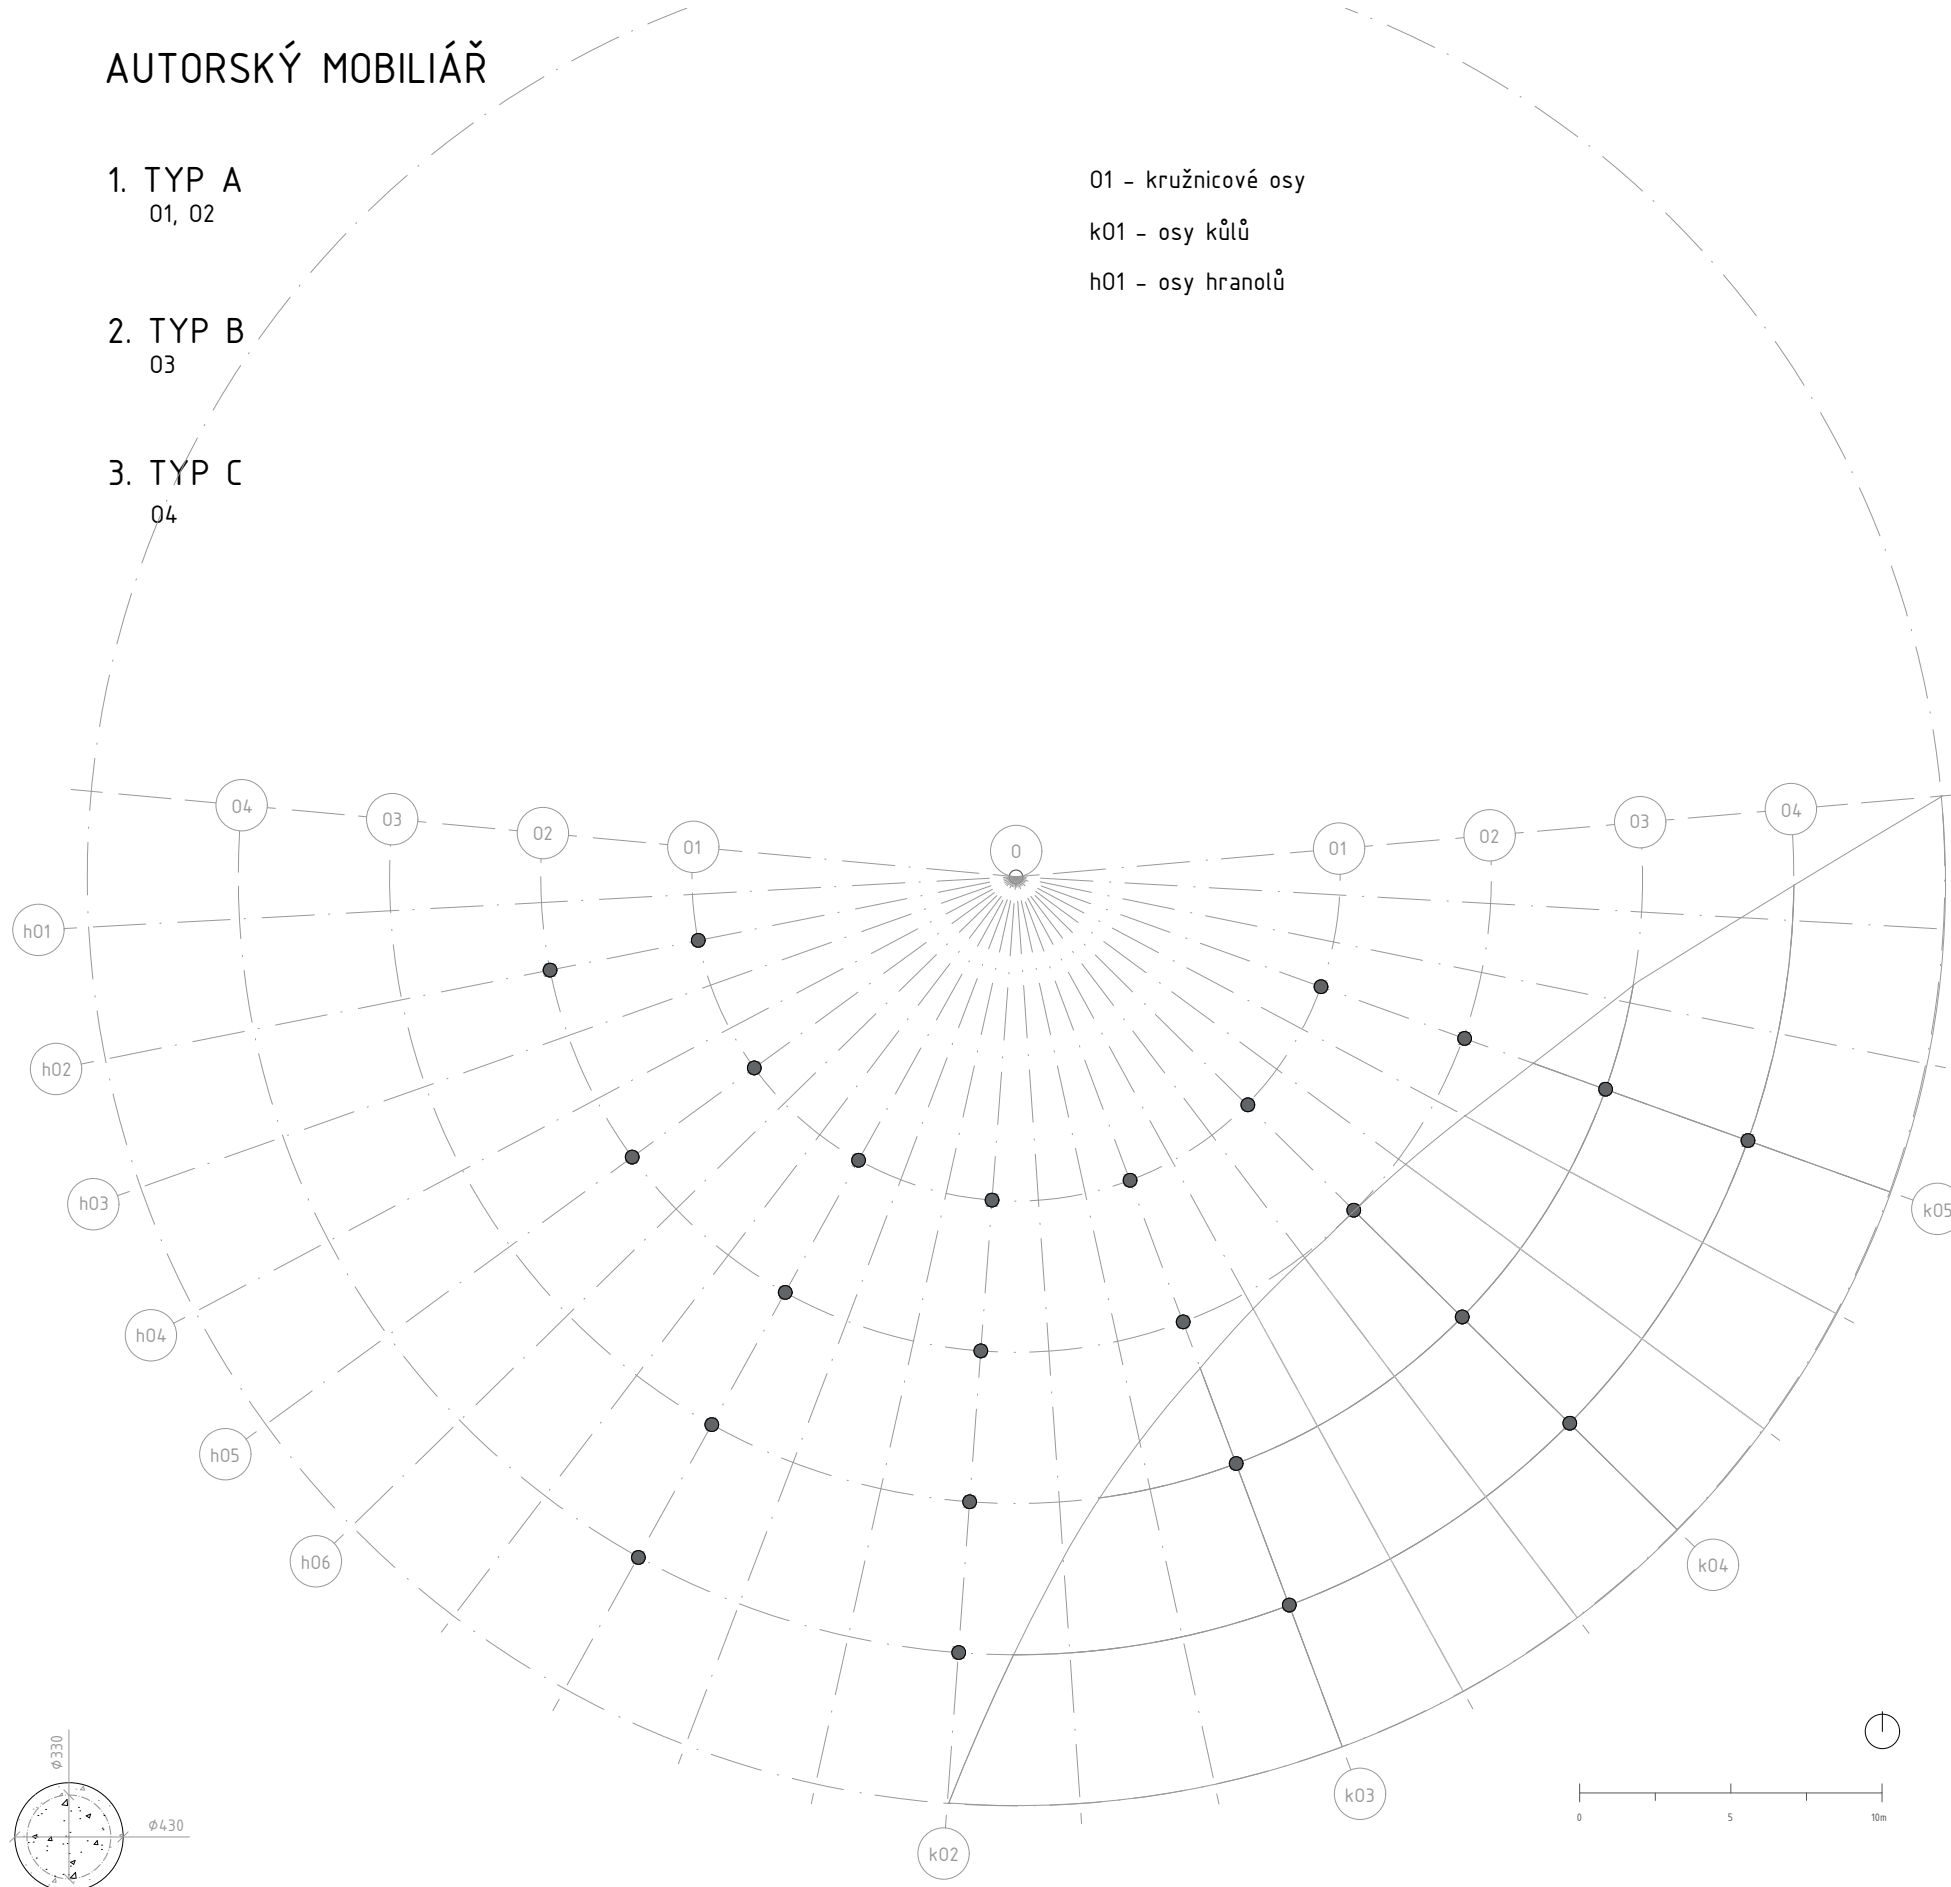 AUTORSKÝ MOBILIÁŘ
1. TYP A
01, 02
2. TYP B
03
3. TYP C
04
01 – kružnicové osy
k01 – osy kůlů
h01 – osy hranolů
04
03
02
01
0
01
02
03
04
h01
h02
h03
h04
h05
h06
k05
k04
k03
k02
⌀330
⌀430
0
5
10m